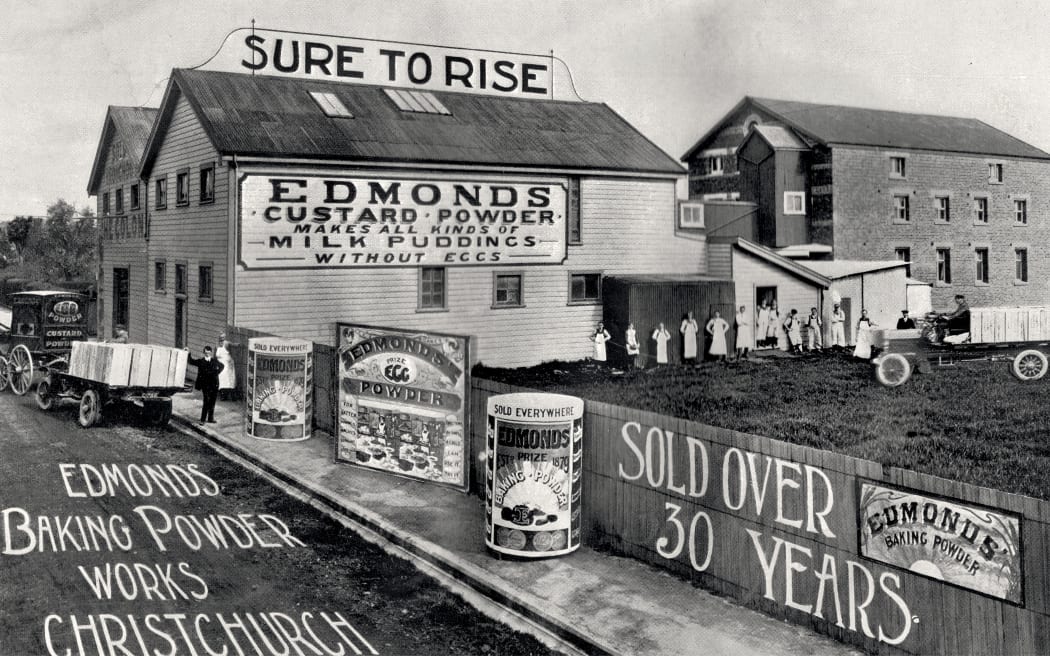 SURE TO RISE
EDMONDS
CUSTARD · POWDER
MAKES ALL KINDS OF
MILK PUDDINGS
WITHOUT EGGS
EGG
POWDER
CUSTARD
POWDER
SOLD EVERYWHERE
EDMONDS
EDMONDS
PRIZE
EGG
POWDER
SOLD EVERYWHERE
EDMONDS
PRIZE 1879
BAKING POWDER
SOLD OVER
30 YEARS.
EDMONDS'
BAKING POWDER
EDMONDS
BAKING POWDER
WORKS
CHRISTCHURCH